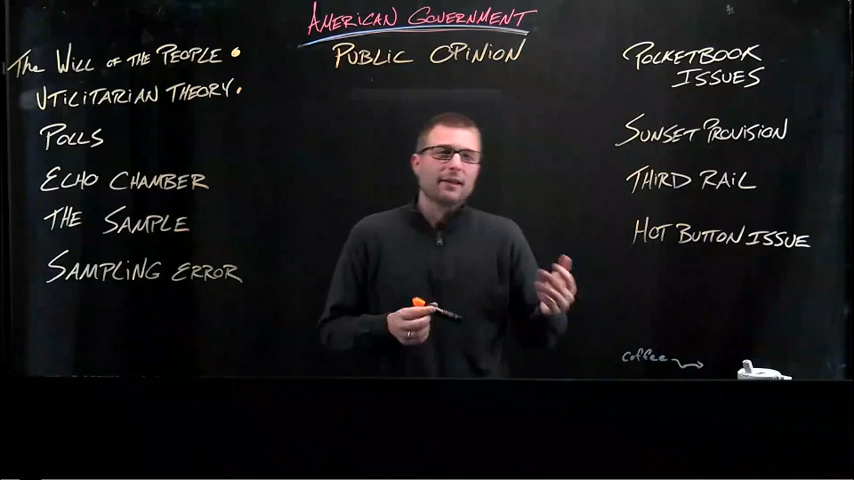 AMERICAN GOVERNMENT
PUBLIC OPINION
The WILL OF THE PEOPLE
UTILITARIAN THEORY
POLLS
ECHO CHAMBER
THE SAMPLE
SAMPLING ERROR
POCKETBOOK
ISSUES
SUNSET PROVISION
THIRD RAIL
HOT BUTTON ISSUE
coffee